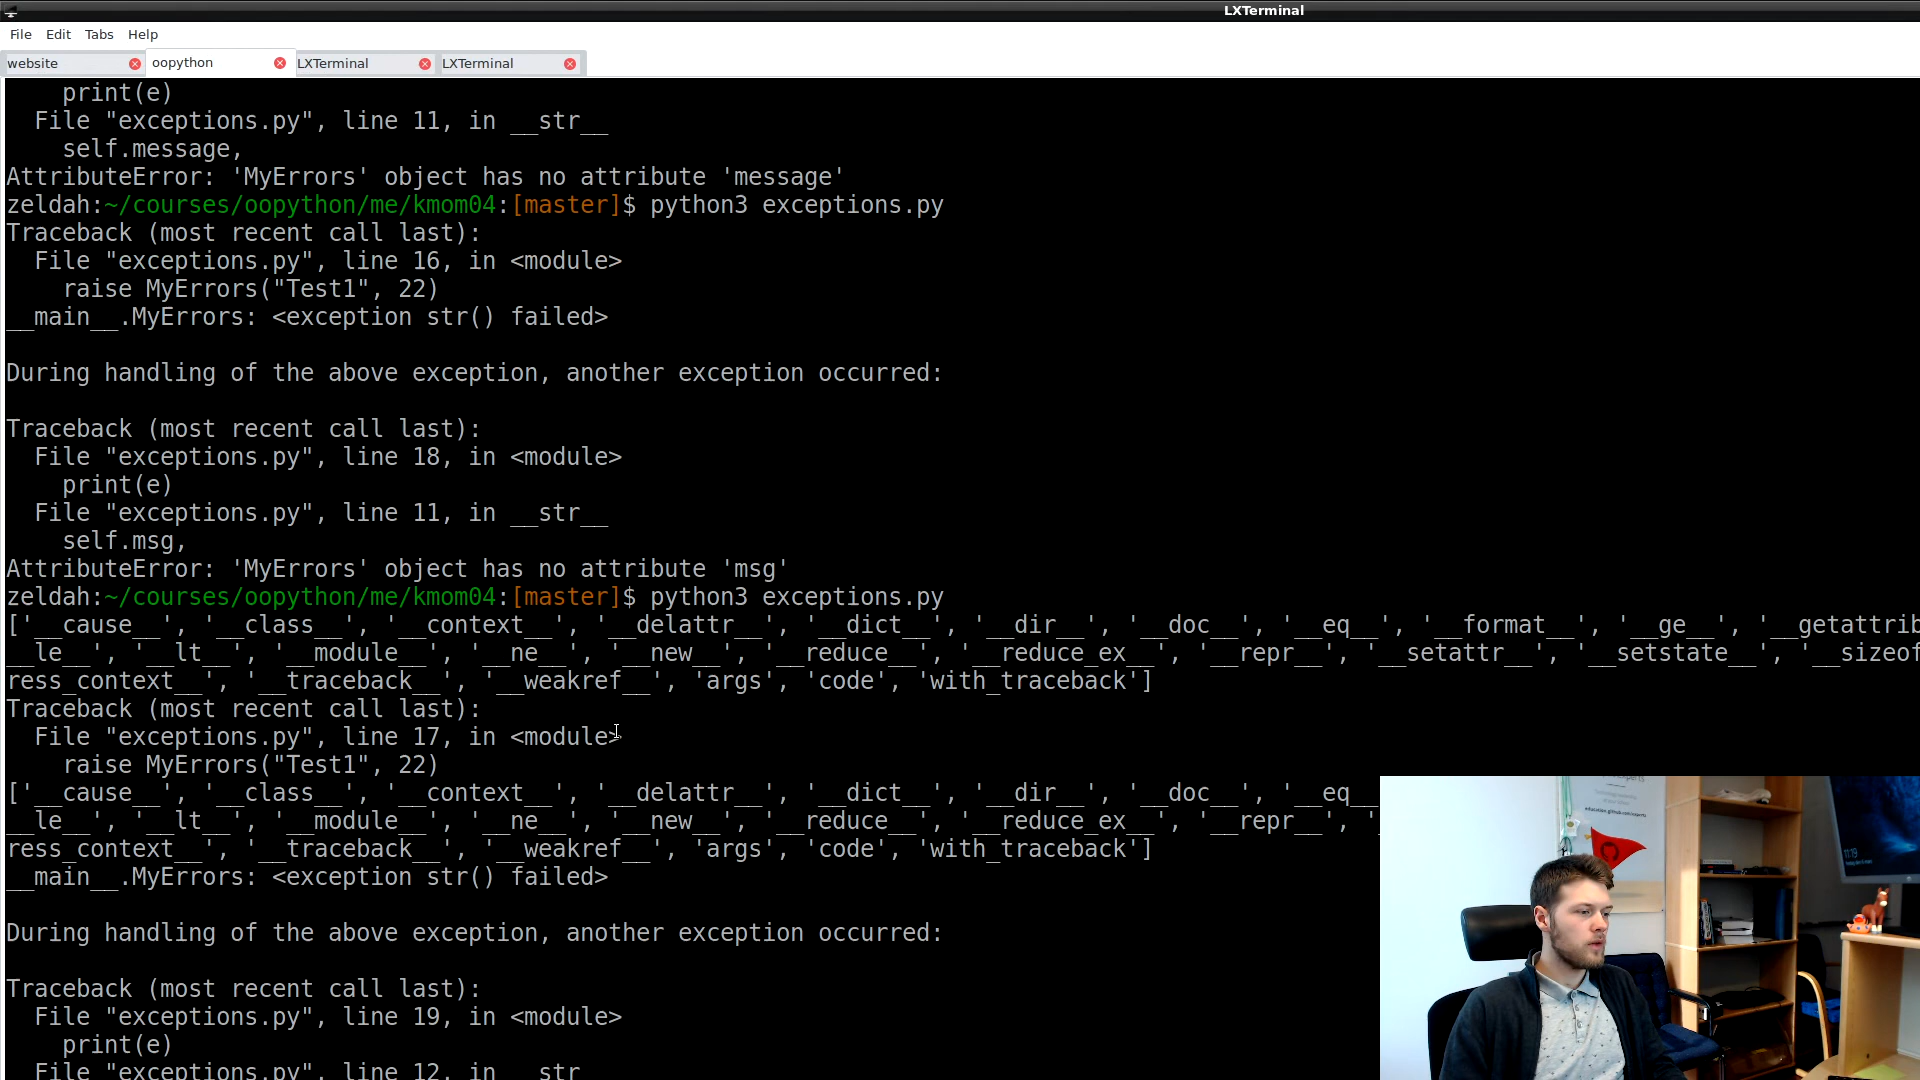 LXTerminal
File Edit Tabs Help
website oopython LXTerminal LXTerminal
print(e)
File "exceptions.py", line 11, in __str__
self.message,
AttributeError: 'MyErrors' object has no attribute 'message'
zeldah:~/courses/oopython/me/kmom04:[master]$ python3 exceptions.py
Traceback (most recent call last):
File "exceptions.py", line 16, in <module>
raise MyErrors("Test1", 22)
__main__.MyErrors: <exception str() failed>
During handling of the above exception, another exception occurred:
Traceback (most recent call last):
File "exceptions.py", line 18, in <module>
print(e)
File "exceptions.py", line 11, in __str__
self.msg,
AttributeError: 'MyErrors' object has no attribute 'msg'
zeldah:~/courses/oopython/me/kmom04:[master]$ python3 exceptions.py
['__cause__', '__class__', '__context__', '__delattr__', '__dict__', '__dir__', '__doc__', '__eq__', '__format__', '__ge__', '__getattrib
__le__', '__lt__', '__module__', '__ne__', '__new__', '__reduce__', '__reduce_ex__', '__repr__', '__setattr__', '__setstate__', '__sizeof
ress_context__', '__traceback__', '__weakref__', 'args', 'code', 'with_traceback']
Traceback (most recent call last):
File "exceptions.py", line 17, in <module>
raise MyErrors("Test1", 22)
['__cause__', '__class__', '__context__', '__delattr__', '__dict__', '__dir__', '__doc__', '__eq__
__le__', '__lt__', '__module__', '__ne__', '__new__', '__reduce__', '__reduce_ex__', '__repr__', '
ress_context__', '__traceback__', '__weakref__', 'args', 'code', 'with_traceback']
__main__.MyErrors: <exception str() failed>
During handling of the above exception, another exception occurred:
Traceback (most recent call last):
File "exceptions.py", line 19, in <module>
print(e)
File "exceptions.py", line 12, in __str__
11:19